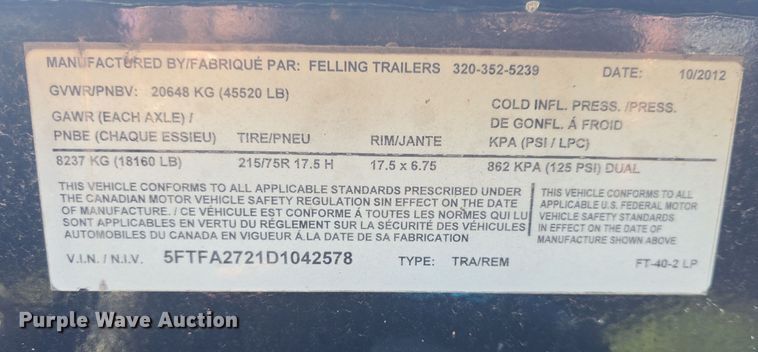 MANUFACTURED BY/FABRIQUÉ PAR: FELLING TRAILERS 320-352-5239 DATE: 10/2012
GVWR/PNBV: 20648 KG (45520 LB)
GAWR (EACH AXLE) /
PNBE (CHAQUE ESSIEU) TIRE/PNEU RIM/JANTE
COLD INFL. PRESS. /PRESS.
DE GONFL. Á FROID
KPA (PSI / LPC)
8237 KG (18160 LB) 215/75R 17.5 H 17.5 x 6.75 862 KPA (125 PSI) DUAL
THIS VEHICLE CONFORMS TO ALL APPLICABLE STANDARDS PRESCRIBED UNDER
THE CANADIAN MOTOR VEHICLE SAFETY REGULATION SIN EFFECT ON THE DATE
OF MANUFACTURE. / CE VÉHICULE EST CONFORME Á TOUTES LES NORMES QUI LU
SONT APPLICABLES EN VERTU DU RÉGLEMENT SUR LA SÉCURITÉ DES VÉHICULES
AUTOMOBILES DU CANADA EN VIGUEUR Á LA DATE DE SA FABRICATION
THIS VEHICLE CONFORMS TO ALL
APPLICABLE U.S. FEDERAL MOTOR
VEHICLE SAFETY STANDARDS
IN EFFECT ON THE DATE OF
MANUFACTURE SHOWN ABOVE
V.I.N. / N.I.V. 5FTFA2721D1042578 TYPE: TRA/REM FT-40-2 LP
Purple Wave Auction